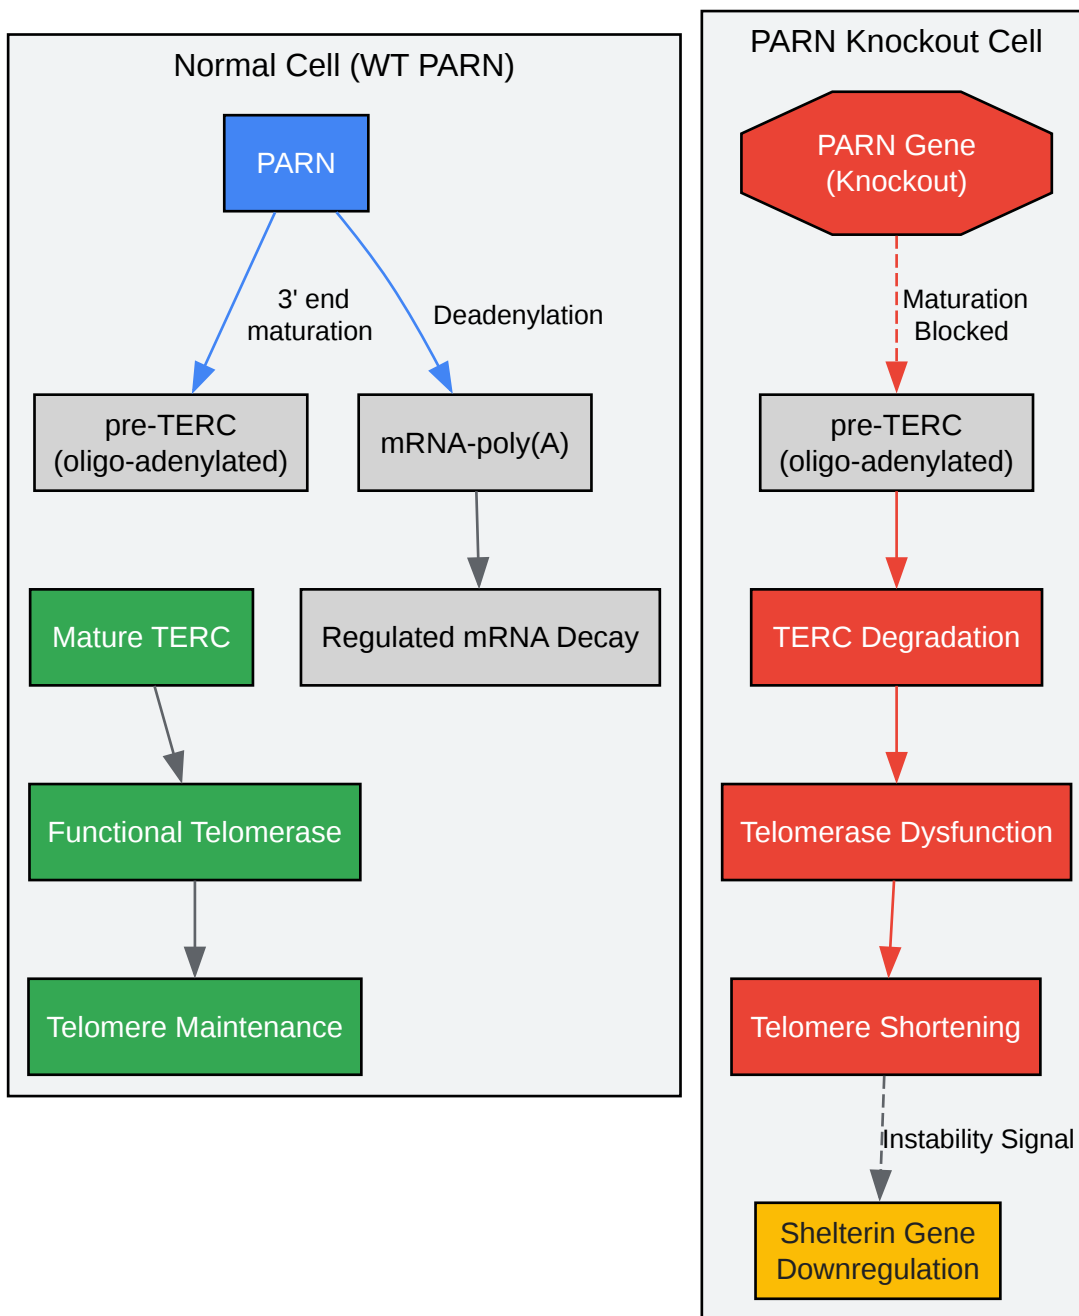 Normal Cell (WT PARN)
PARN
3' end
maturation
Deadenylation
pre-TERC
(oligo-adenylated)
mRNA-poly(A)
Mature TERC
Regulated mRNA Decay
Functional Telomerase
Telomere Maintenance
PARN Knockout Cell
PARN Gene
(Knockout)
Maturation
Blocked
pre-TERC
(oligo-adenylated)
TERC Degradation
Telomerase Dysfunction
Telomere Shortening
Instability Signal
Shelterin Gene
Downregulation